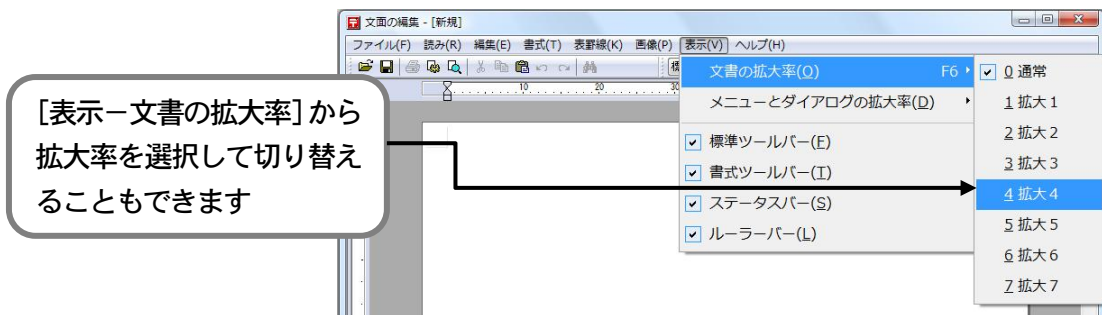 文面の編集 - [新規]
ファイル(F) 読み(R) 編集(E) 書式(T) 表罫線(K) 画像(P) 表示(V) ヘルプ(H)
10 20 30
[表示－文書の拡大率]から
拡大率を選択して切り替え
ることもできます
文書の拡大率(O) F6
メニューとダイアログの拡大率(D)
標準ツールバー(F)
書式ツールバー(T)
ステータスバー(S)
ルーラーバー(L)
0 通常
1 拡大1
2 拡大2
3 拡大3
4 拡大4
5 拡大5
6 拡大6
7 拡大7